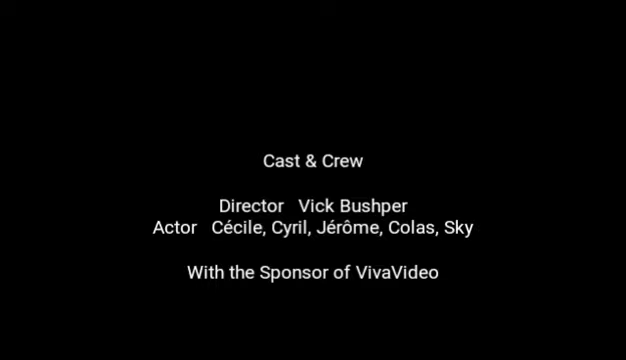 Cast & Crew
Director Vick Bushper
Actor Cécile, Cyril, Jérôme, Colas, Sky
With the Sponsor of VivaVideo